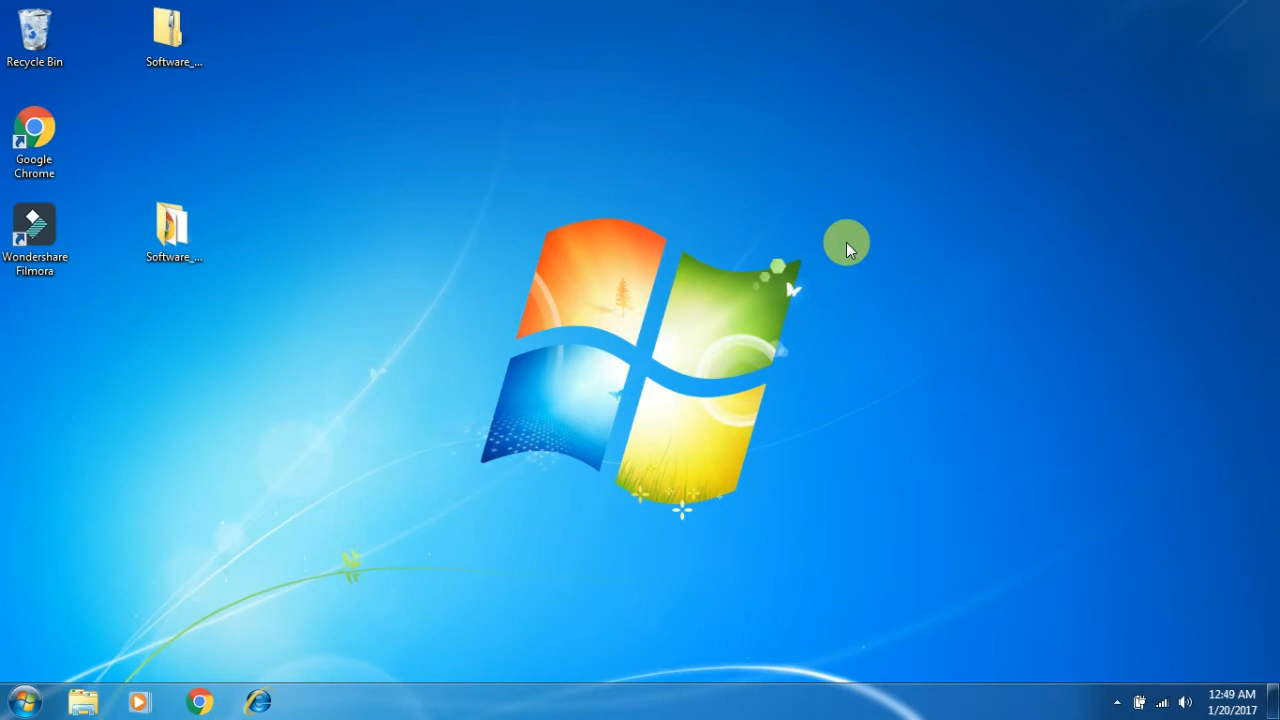 Recycle Bin
Software_...
Google
Chrome
Wondershare
Filmora
Software_...
12:49 AM
1/20/2017